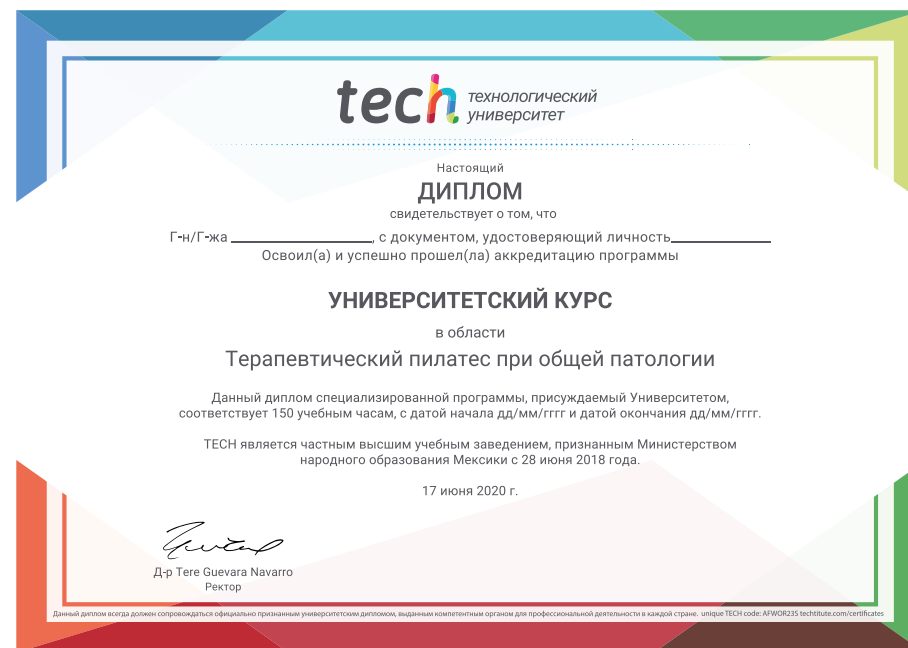 tech технологический
университет
Настоящий
ДИПЛОМ
свидетельствует о том, что
Г-н/Г-жа , с документом, удостоверяющий личность
Освоил(а) и успешно прошел(ла) аккредитацию программы
УНИВЕРСИТЕТСКИЙ КУРС
в области
Терапевтический пилатес при общей патологии
Данный диплом специализированной программы, присуждаемый Университетом,
соответствует 150 учебным часам, с датой начала дд/мм/гггг и датой окончания дд/мм/гггг.
TECH является частным высшим учебным заведением, признанным Министерством
народного образования Мексики с 28 июня 2018 года.
17 июня 2020 г.
Д-р Tere Guevara Navarro
Ректор
Данный диплом всегда должен сопровождаться официально признанным университетским дипломом, выданным компетентным органом для профессиональной деятельности в каждой стране. unique TECH code: AFWOR23S techtitute.com/certificates